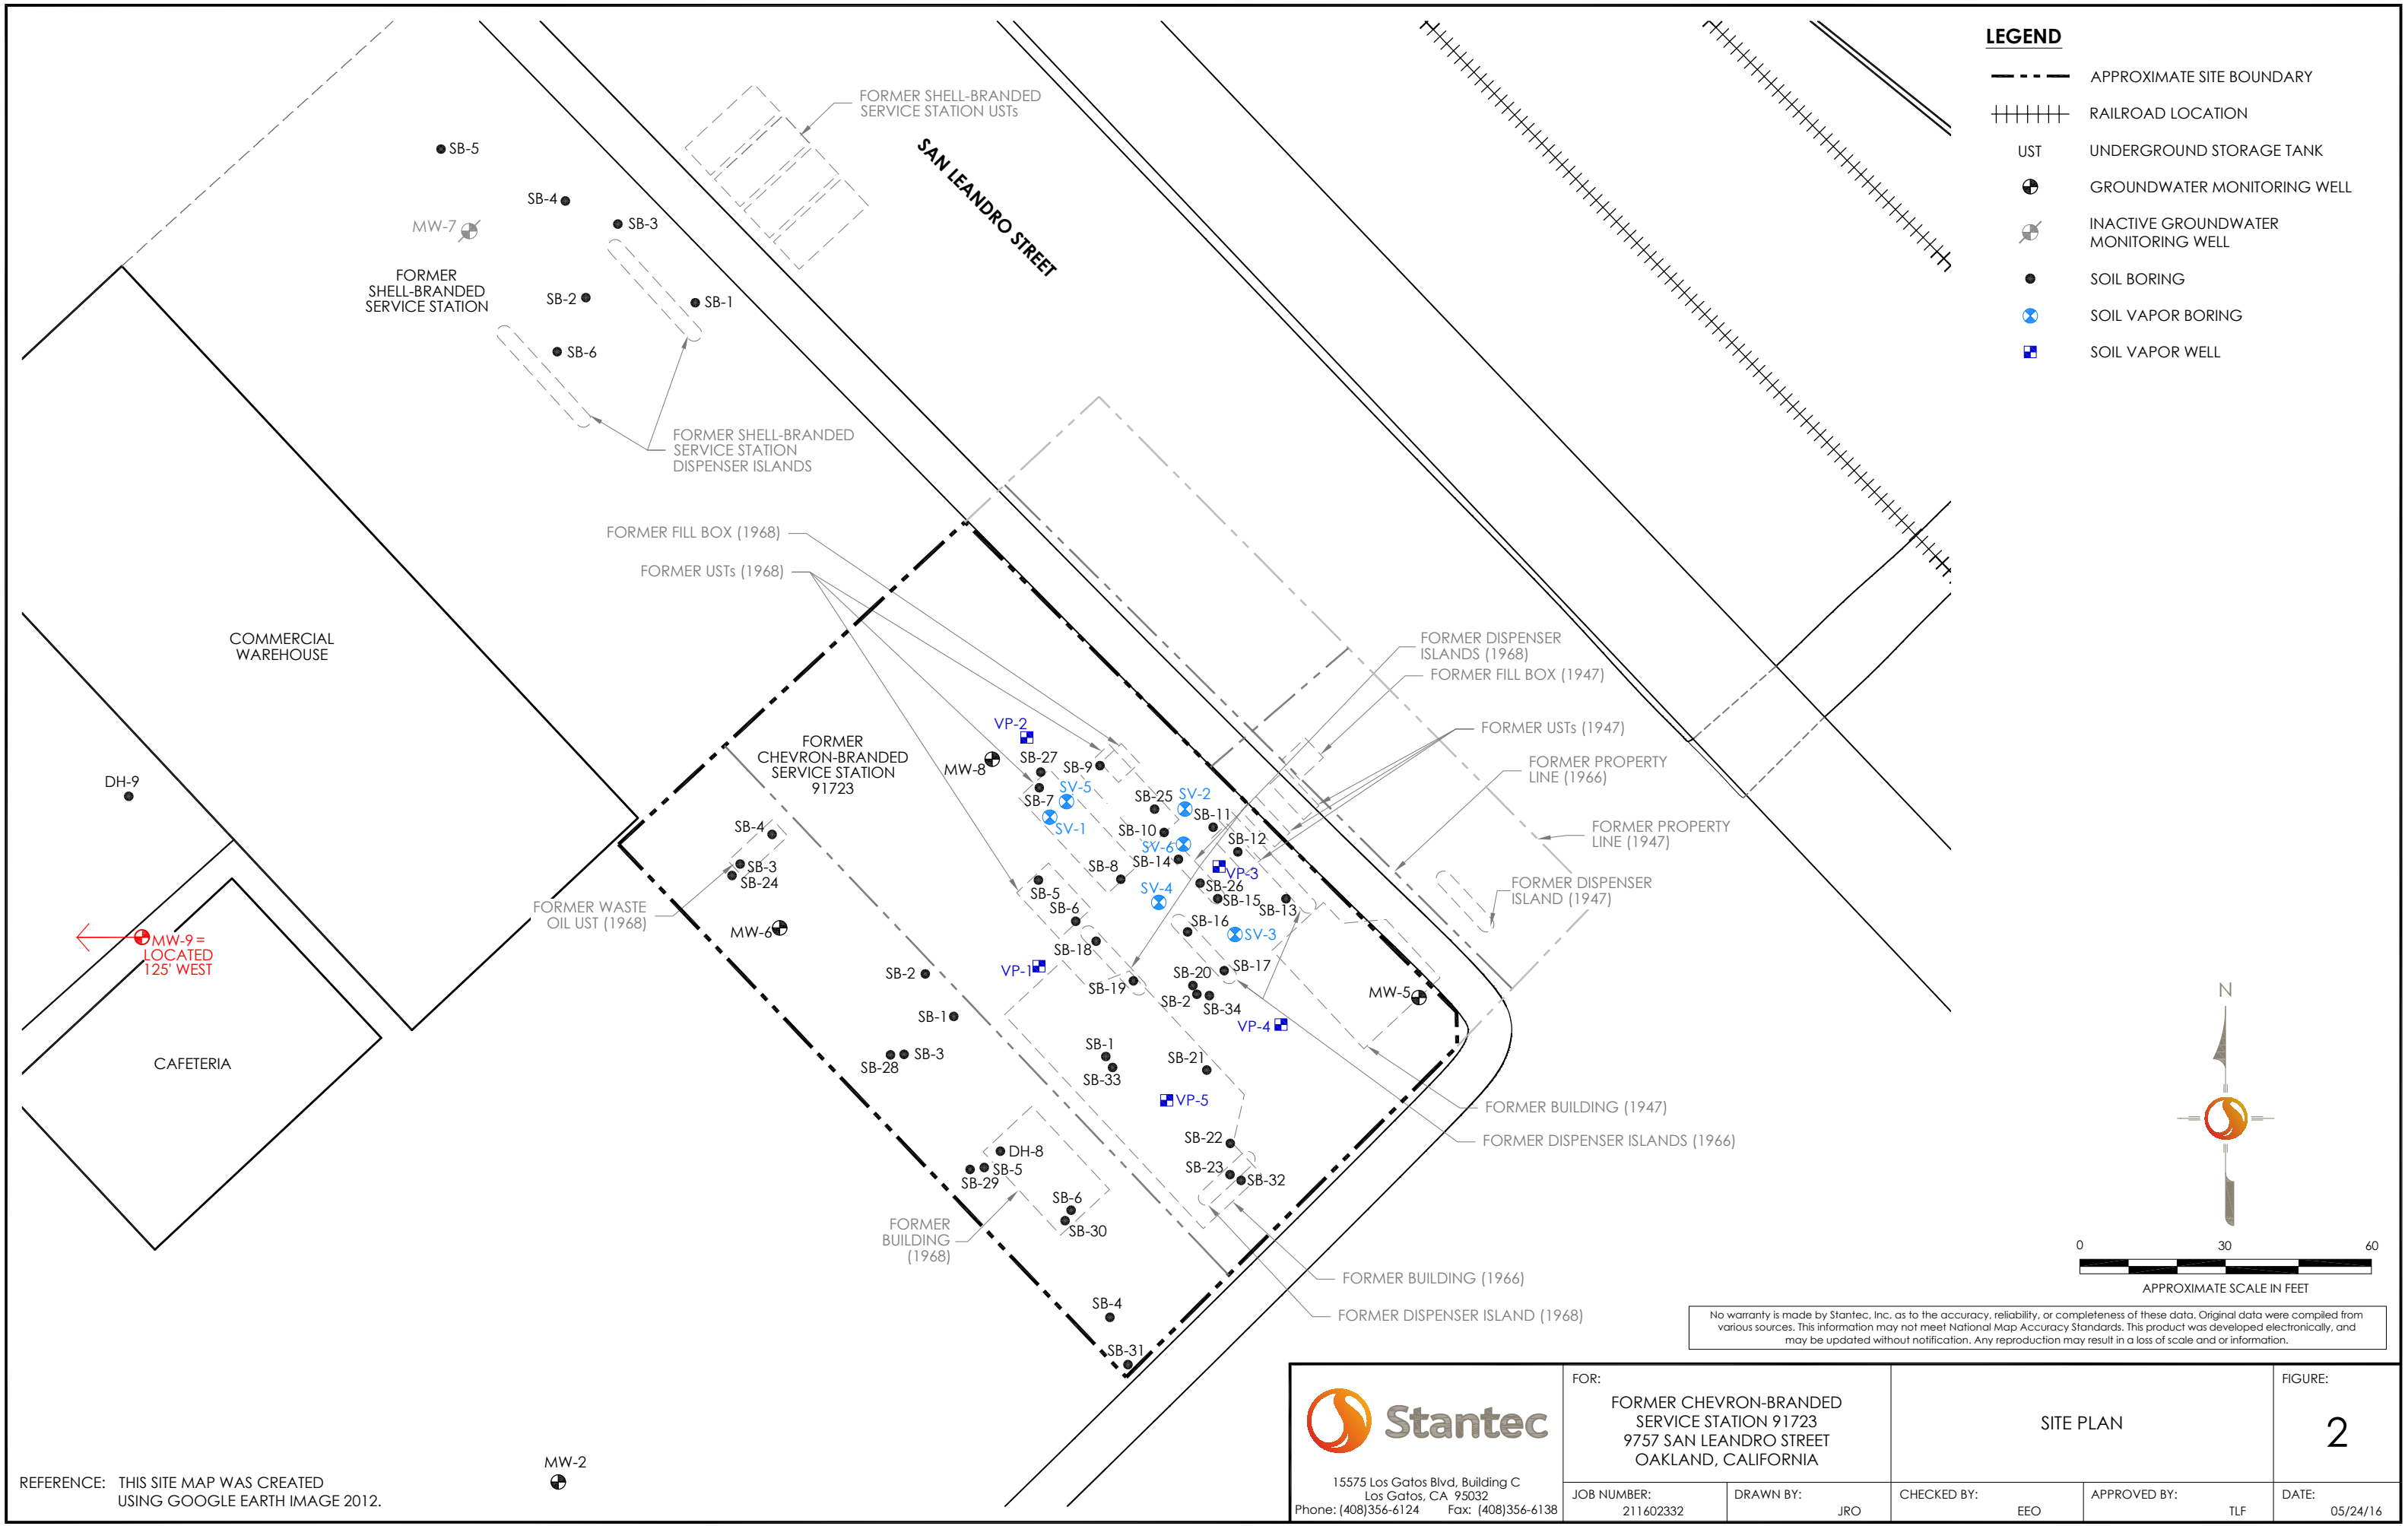 LEGEND
APPROXIMATE SITE BOUNDARY
RAILROAD LOCATION
UST UNDERGROUND STORAGE TANK
GROUNDWATER MONITORING WELL
INACTIVE GROUNDWATER
MONITORING WELL
SOIL BORING
SOIL VAPOR BORING
SOIL VAPOR WELL
FORMER SHELL-BRANDED
SERVICE STATION USTs
SAN LEANDRO STREET
SB-5
SB-4
MW-7
SB-3
FORMER
SHELL-BRANDED
SERVICE STATION
SB-2
SB-1
SB-6
FORMER SHELL-BRANDED
SERVICE STATION
DISPENSER ISLANDS
FORMER FILL BOX (1968)
FORMER USTs (1968)
COMMERCIAL
WAREHOUSE
FORMER DISPENSER
ISLANDS (1968)
FORMER FILL BOX (1947)
FORMER USTs (1947)
FORMER PROPERTY
LINE (1966)
FORMER PROPERTY
LINE (1947)
FORMER DISPENSER
ISLAND (1947)
VP-2
FORMER
CHEVRON-BRANDED
SERVICE STATION
91723
MW-8
SB-27
SB-9
DH-9
SB-7
SV-5
SB-25
SV-2
SV-1
SB-10
SB-11
SB-4
SV-6
SB-12
SB-14
SB-3
SB-8
VP-3
SB-24
SB-5
SV-4
SB-26
SB-15
SB-13
FORMER WASTE
OIL UST (1968)
SB-6
SB-16
MW-6
SV-3
MW-9 =
LOCATED
125' WEST
SB-18
VP-1
SB-17
SB-2
SB-20
SB-19
SB-2
SB-34
MW-5
SB-1
VP-4
SB-1
SB-3
SB-28
SB-21
SB-33
CAFETERIA
VP-5
FORMER BUILDING (1947)
SB-22
FORMER DISPENSER ISLANDS (1966)
DH-8
SB-5
SB-29
SB-23
SB-32
SB-6
SB-30
FORMER
BUILDING
(1968)
FORMER BUILDING (1966)
SB-4
FORMER DISPENSER ISLAND (1968)
SB-31
MW-2
N
0 30 60
APPROXIMATE SCALE IN FEET
No warranty is made by Stantec, Inc. as to the accuracy, reliability, or completeness of these data. Original data were compiled from
various sources. This information may not meet National Map Accuracy Standards. This product was developed electronically, and
may be updated without notification. Any reproduction may result in a loss of scale and or information.
REFERENCE: THIS SITE MAP WAS CREATED
USING GOOGLE EARTH IMAGE 2012.
Stantec
15575 Los Gatos Blvd, Building C
Los Gatos, CA 95032
Phone: (408)356-6124 Fax: (408)356-6138
FOR:
FORMER CHEVRON-BRANDED
SERVICE STATION 91723
9757 SAN LEANDRO STREET
OAKLAND, CALIFORNIA
SITE PLAN
FIGURE:
2
JOB NUMBER:
211602332
DRAWN BY:
JRO
CHECKED BY:
EEO
APPROVED BY:
TLF
DATE:
05/24/16